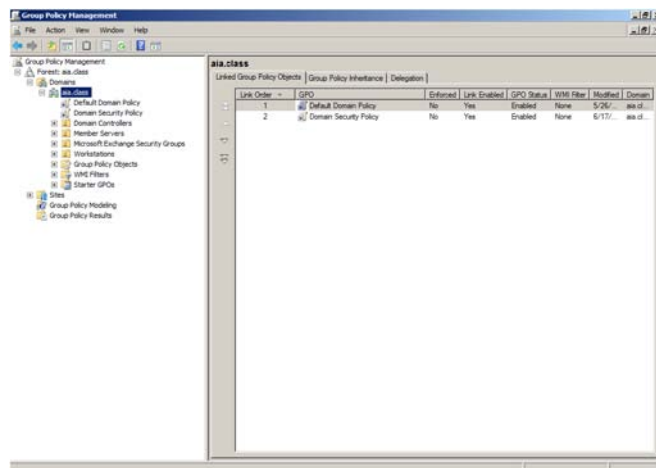 Group Policy Management
File Action View Window Help
Group Policy Management
Forest: aia.class
Domains
aia.class
Default Domain Policy
Domain Security Policy
Domain Controllers
Member Servers
Microsoft Exchange Security Groups
Workstations
Group Policy Objects
WMI Filters
Starter GPOs
Sites
Group Policy Modeling
Group Policy Results
aia.class
Linked Group Policy Objects Group Policy Inheritance Delegation
Link Order GPO Enforced Link Enabled GPO Status WMI Filter Modified Domain
1 Default Domain Policy No Yes Enabled None 5/26/... aia.cl...
2 Domain Security Policy No Yes Enabled None 6/17/... aia.cl...